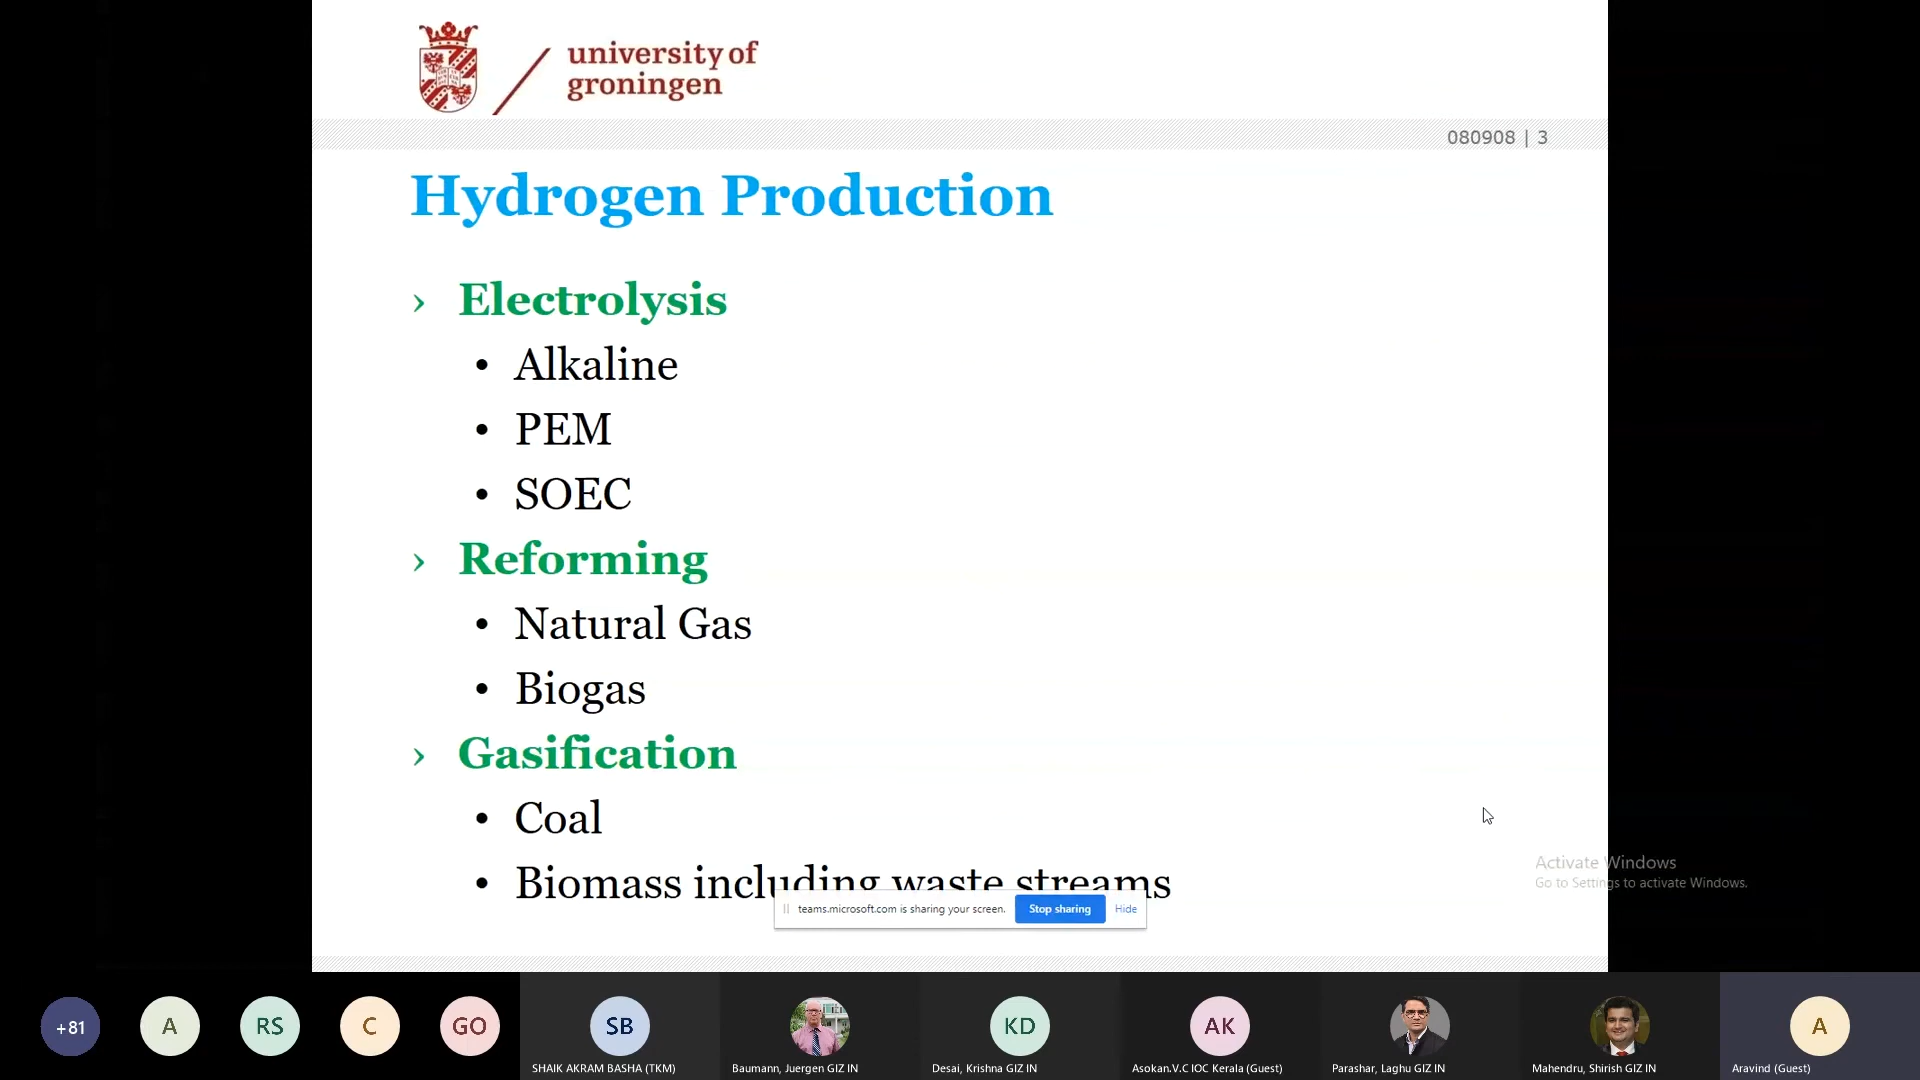 university of
groningen
080908 | 3
Hydrogen Production
› Electrolysis
• Alkaline
• PEM
• SOEC
› Reforming
• Natural Gas
• Biogas
› Gasification
• Coal
• Biomass including waste streams
Activate Windows
Go to Settings to activate Windows.
teams.microsoft.com is sharing your screen. Stop sharing Hide
+81 A RS C GO SB KD AK A
SHAIK AKRAM BASHA (TKM) Baumann, Juergen GIZ IN Desai, Krishna GIZ IN Asokan.V.C IOC Kerala (Guest) Parashar, Laghu GIZ IN Mahendru, Shirish GIZ IN Aravind (Guest)